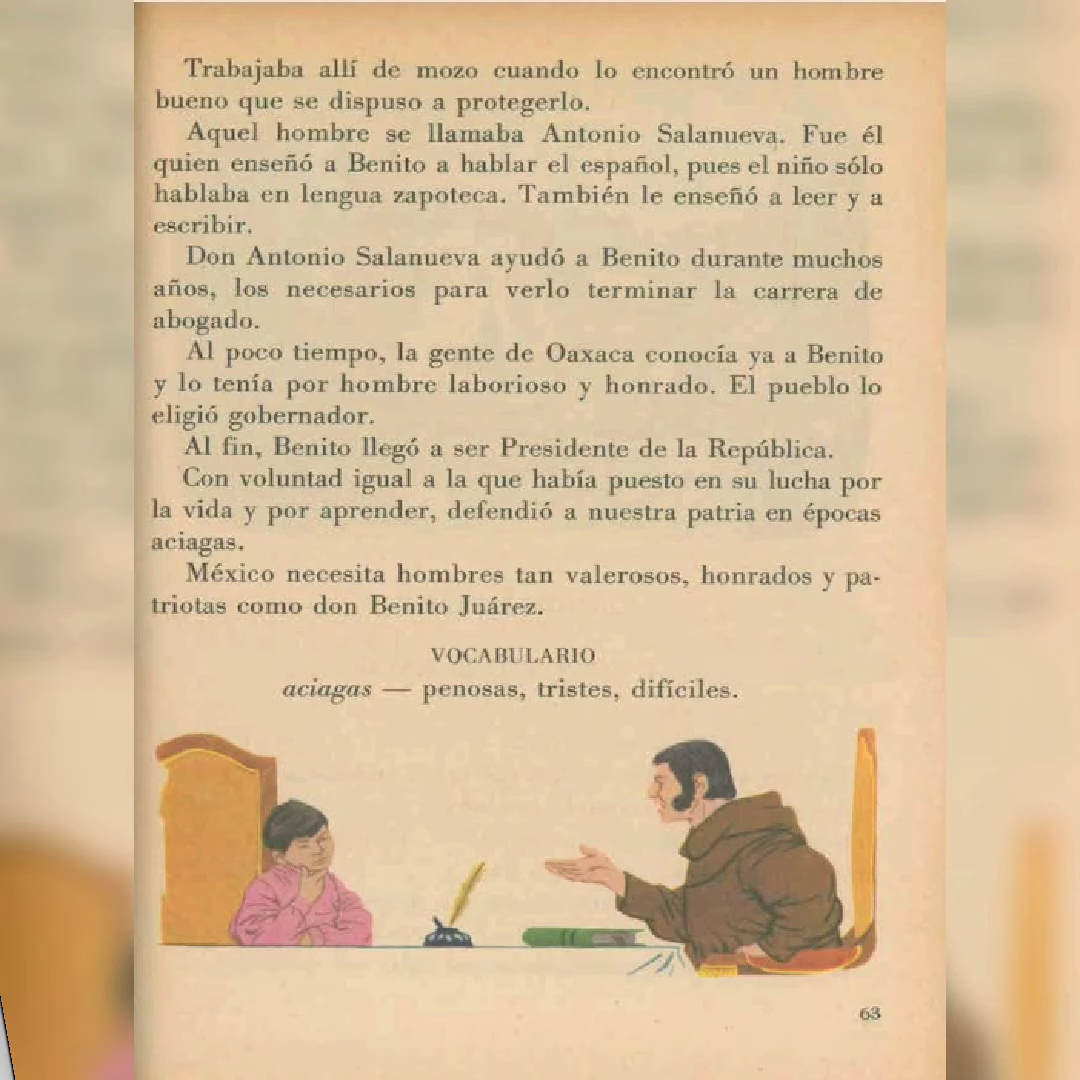 Trabajaba allí de mozo cuando lo encontró un hombre
bueno que se dispuso a protegerlo.
Aquel hombre se llamaba Antonio Salanueva. Fue él
quien enseñó a Benito a hablar el español, pues el niño sólo
hablaba en lengua zapoteca. También le enseñó a leer y a
escribir.
Don Antonio Salanueva ayudó a Benito durante muchos
años, los necesarios para verlo terminar la carrera de
abogado.
Al poco tiempo, la gente de Oaxaca conocía ya a Benito
y lo tenía por hombre laborioso y honrado. El pueblo lo
eligió gobernador.
Al fin, Benito llegó a ser Presidente de la República.
Con voluntad igual a la que había puesto en su lucha por
la vida y por aprender, defendió a nuestra patria en épocas
aciagas.
México necesita hombres tan valerosos, honrados y pa-
triotas como don Benito Juárez.
VOCABULARIO
aciagas — penosas, tristes, difíciles.
63